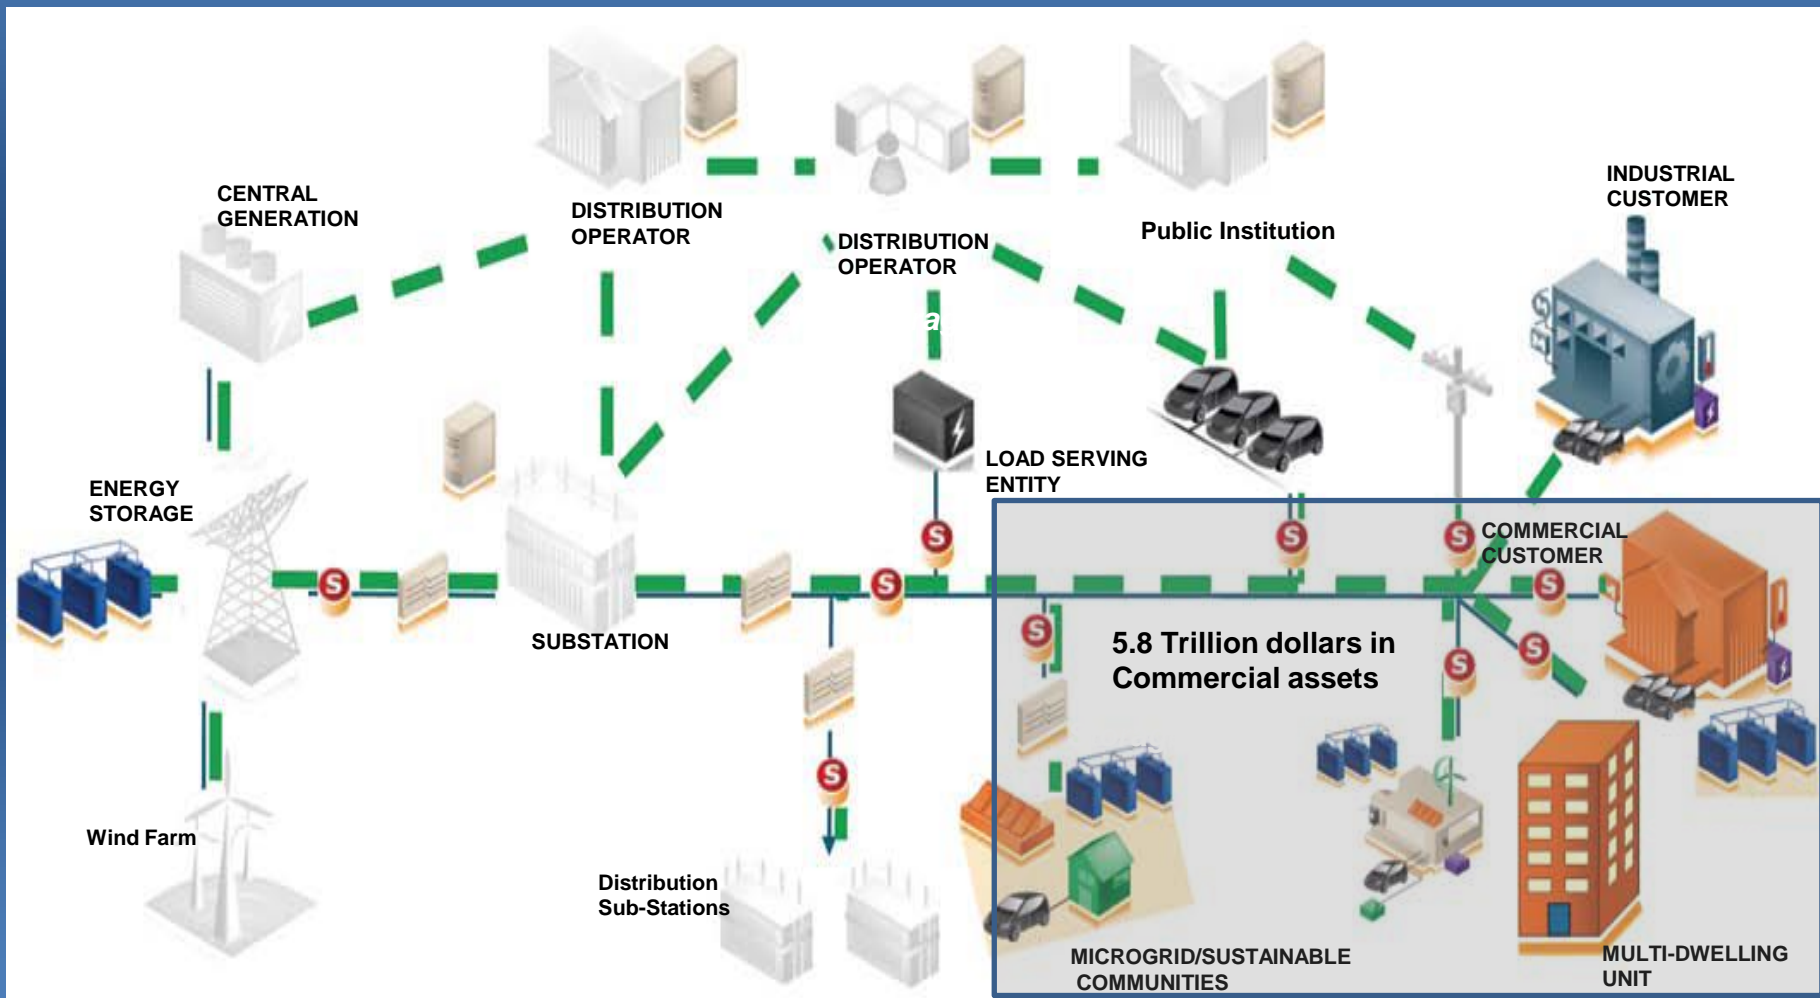 CENTRAL
GENERATION
DISTRIBUTION
OPERATOR
DISTRIBUTION
OPERATOR
Public Institution
INDUSTRIAL
CUSTOMER
ENERGY
STORAGE
LOAD SERVING
ENTITY
S
S
S
S
S
COMMERCIAL
CUSTOMER
S
SUBSTATION
S
S
S
S
S
5.8 Trillion dollars in
Commercial assets
Wind Farm
Distribution
Sub-Stations
MICROGRID/SUSTAINABLE
COMMUNITIES
MULTI-DWELLING
UNIT